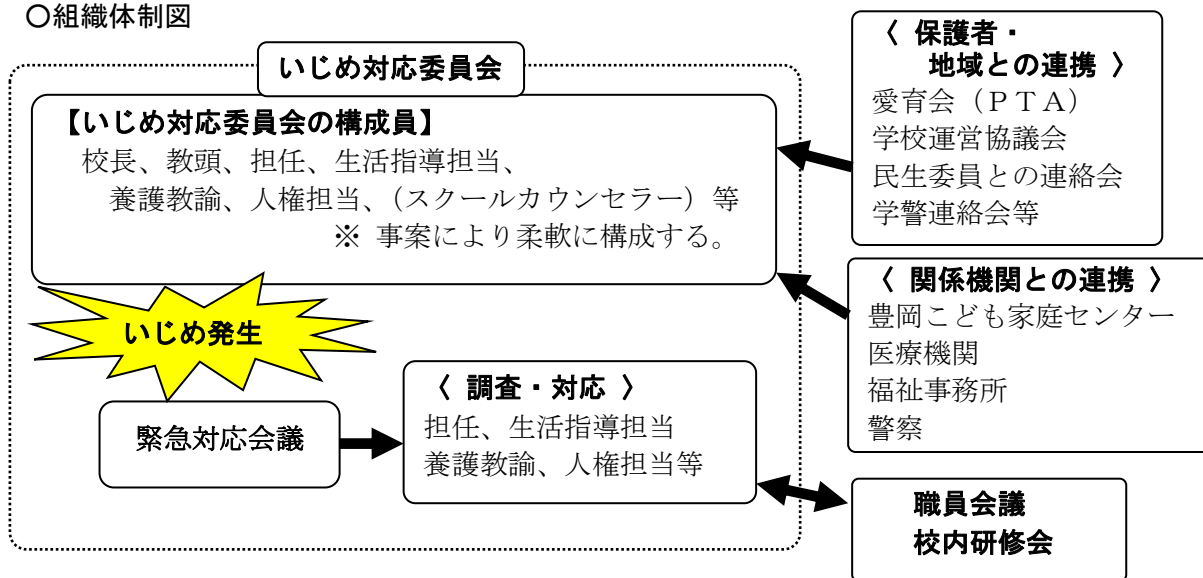 〇組織体制図
いじめ対応委員会
【いじめ対応委員会の構成員】
校長、教頭、担任、生活指導担当、
養護教諭、人権担当、（スクールカウンセラー）等
※ 事案により柔軟に構成する。
いじめ発生
緊急対応会議
〈 調査・対応 〉
担任、生活指導担当
養護教諭、人権担当等
〈 保護者・
地域との連携 〉
愛育会（ＰＴＡ）
学校運営協議会
民生委員との連絡会
学警連絡会等
〈 関係機関との連携 〉
豊岡こども家庭センター
医療機関
福祉事務所
警察
職員会議
校内研修会